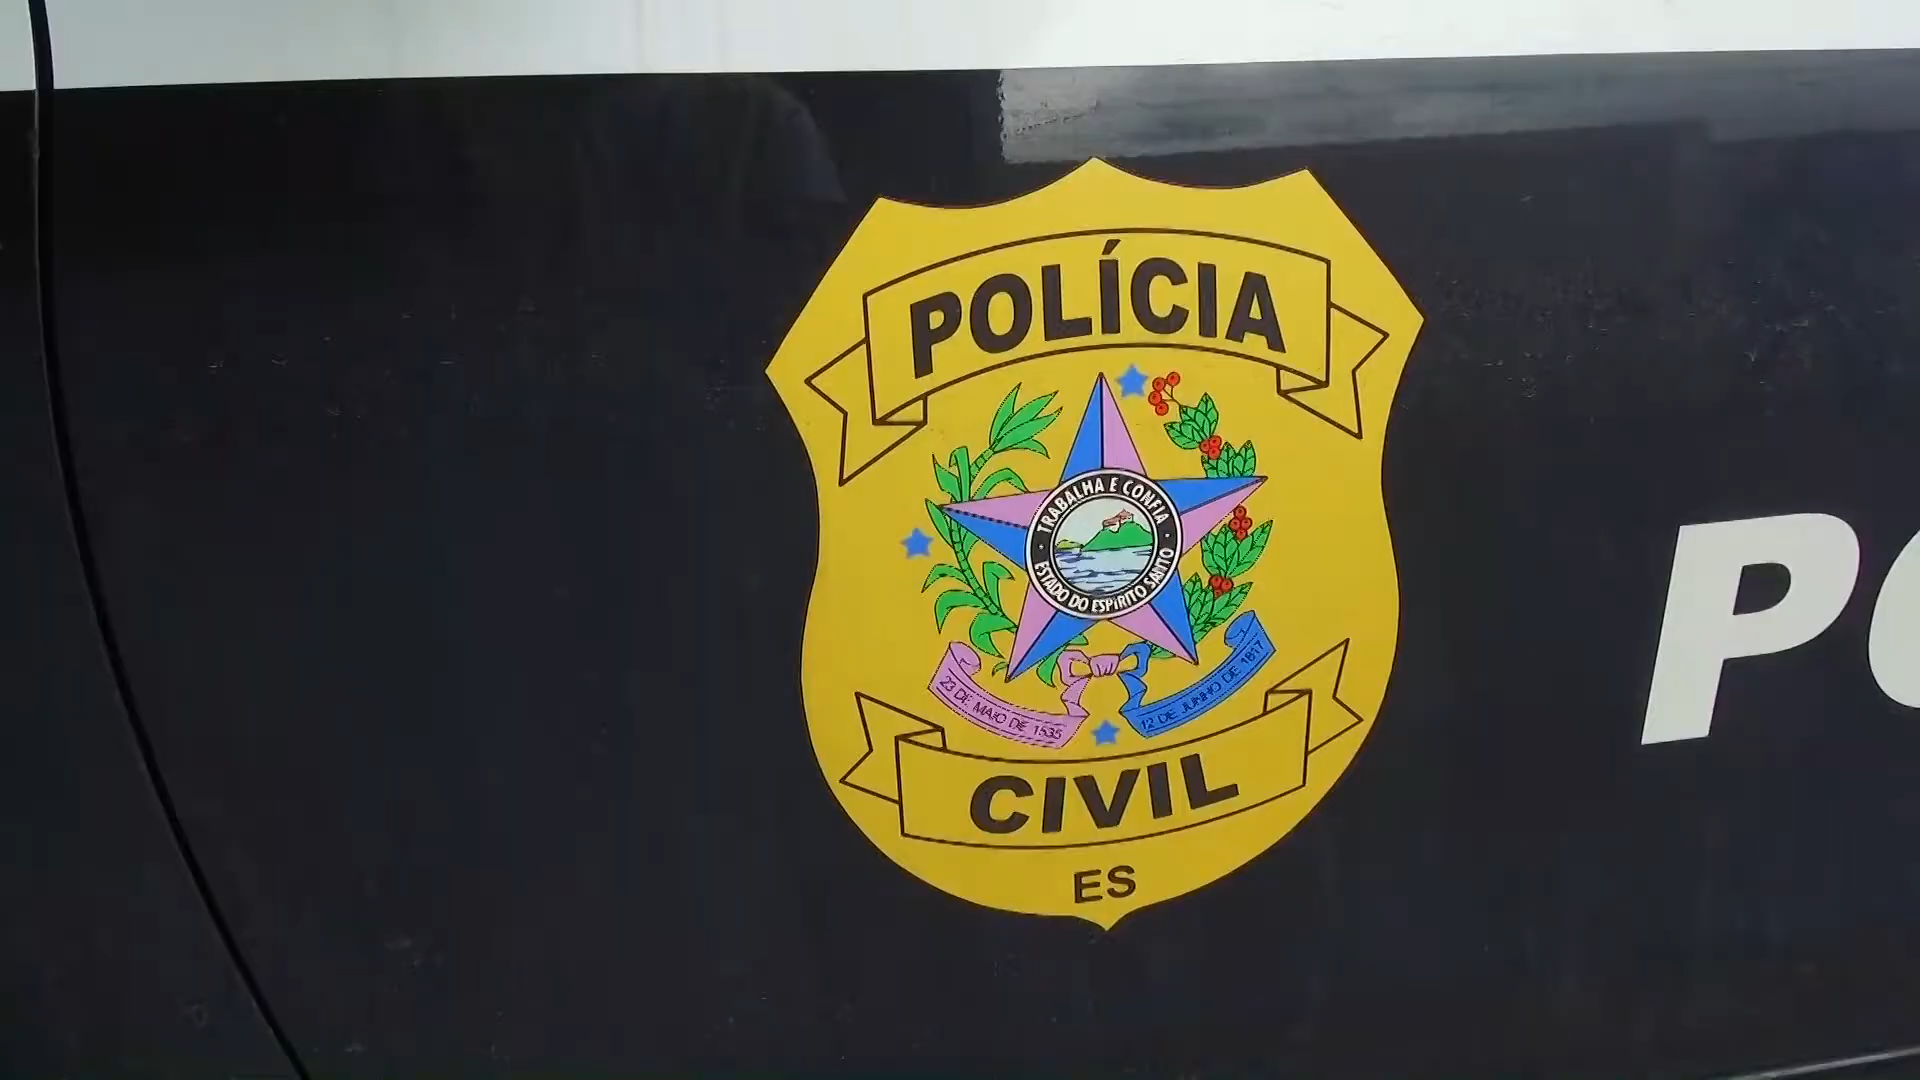 POLÍCIA
TRABALHA E CONFIA
ESTADO DO ESPÍRITO SANTO
23 DE MAIO DE 1535
12 DE JUNHO DE 1817
CIVIL
ES
PO